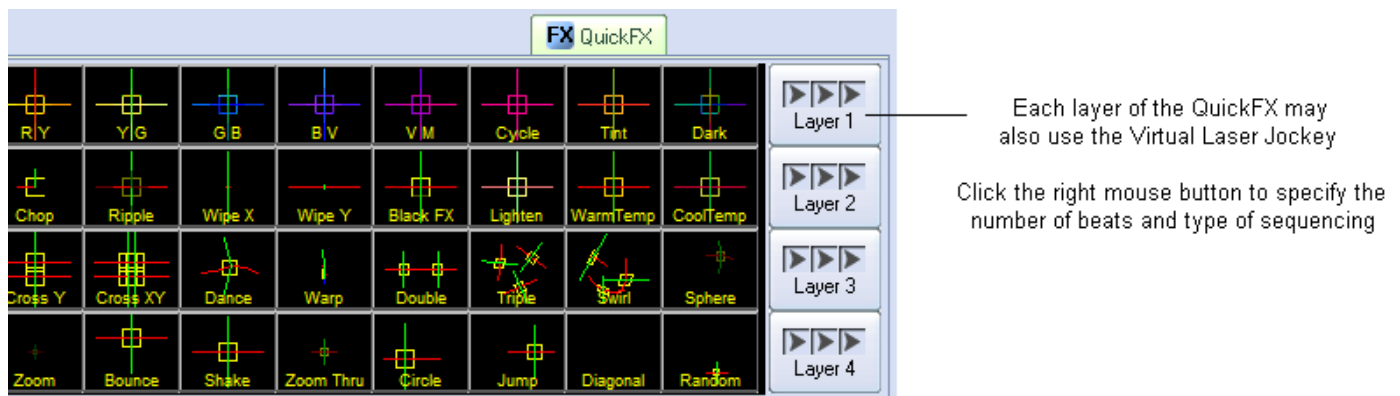 FX QuickFX
R Y Y G G B B V V M Cycle Tint Dark
Layer 1
Each layer of the QuickFX may
also use the Virtual Laser Jockey
Chop Ripple Wipe X Wipe Y Black FX Lighten WarmTemp CoolTemp
Layer 2
Click the right mouse button to specify the
number of beats and type of sequencing
Cross Y Cross XY Dance Warp Double Triple Swirl Sphere
Layer 3
Zoom Bounce Shake Zoom Thru Circle Jump Diagonal Random
Layer 4